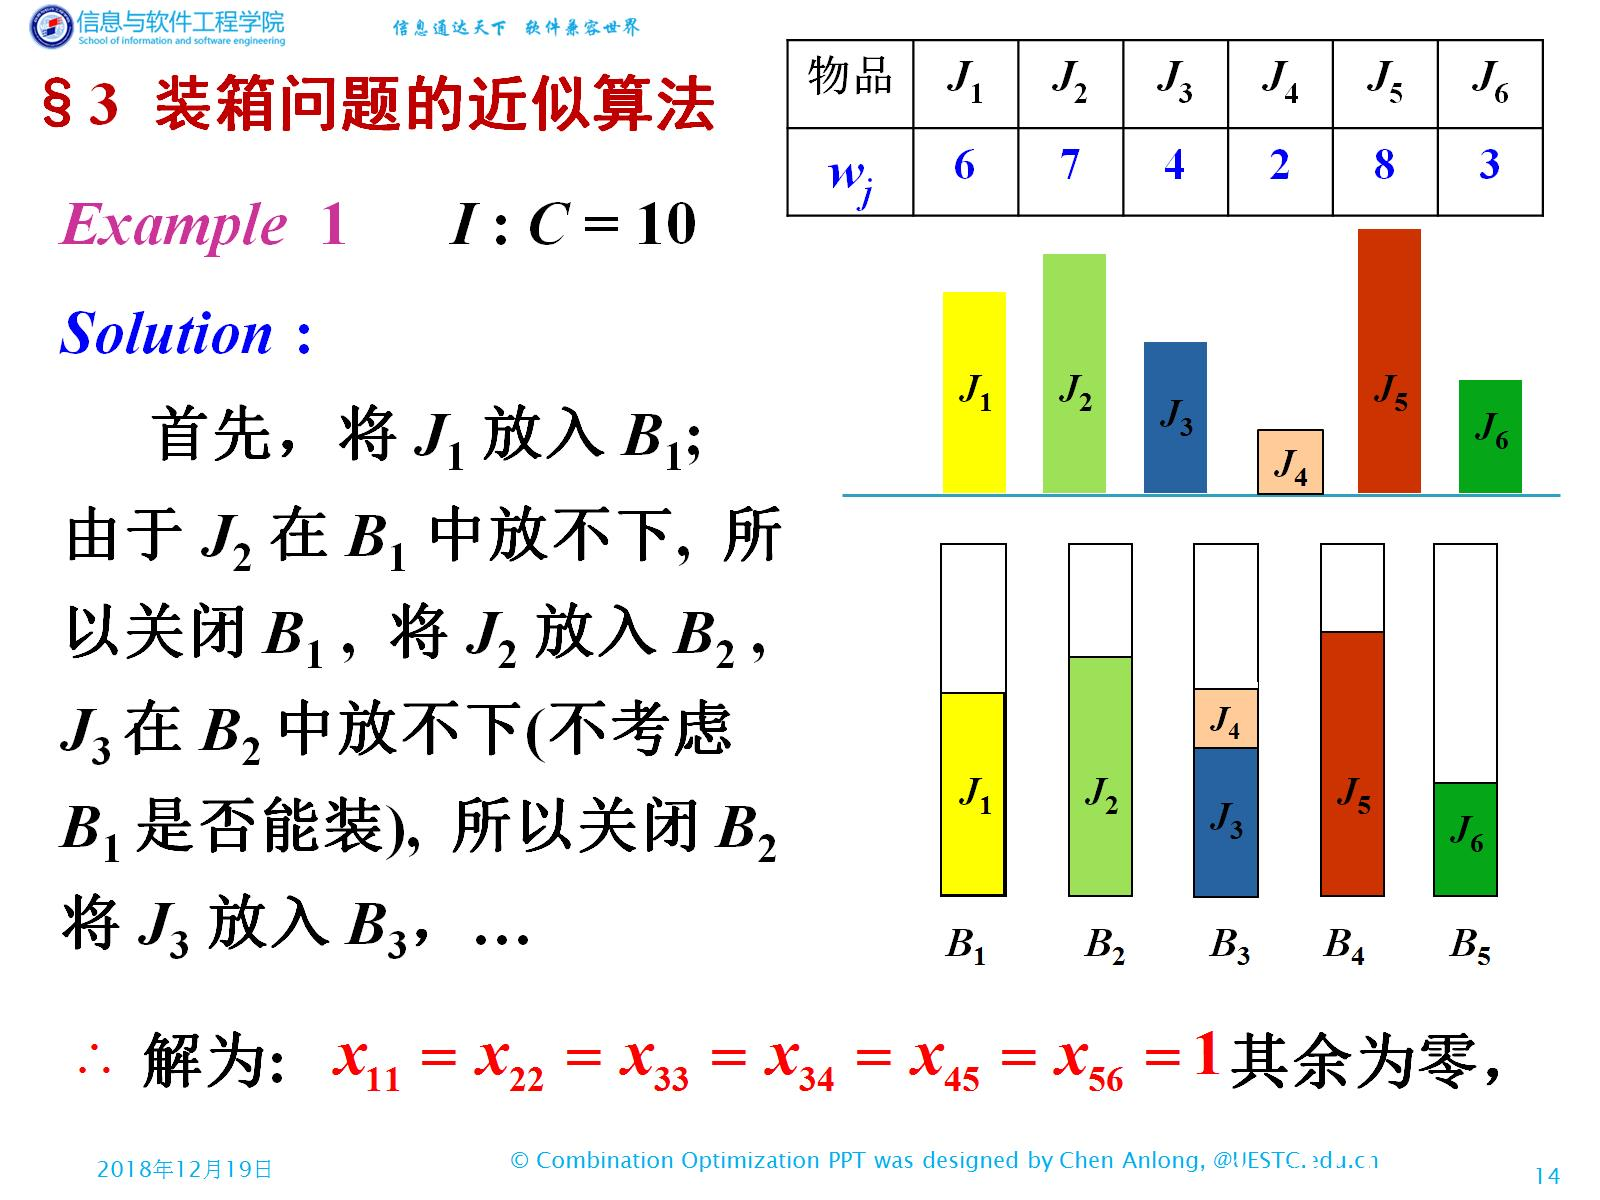 信息与软件工程学院
School of information and software engineering
信息通达天下 软件兼容世界
§3 装箱问题的近似算法
物品 J1 J2 J3 J4 J5 J6
wj 6 7 4 2 8 3
Example 1 I : C = 10
Solution :
首先，将 J1 放入 B1;
由于 J2 在 B1 中放不下, 所
以关闭 B1 , 将 J2 放入 B2 ,
J3 在 B2 中放不下(不考虑
B1 是否能装), 所以关闭 B2
将 J3 放入 B3，…
J1 J2 J3 J4 J5 J6
J1 J2 J4 J3 J5 J6
B1 B2 B3 B4 B5
∴ 解为: x11 = x22 = x33 = x34 = x45 = x56 = 1 其余为零，
2018年12月19日
© Combination Optimization PPT was designed by Chen Anlong, @UESTC.edu.cn
14